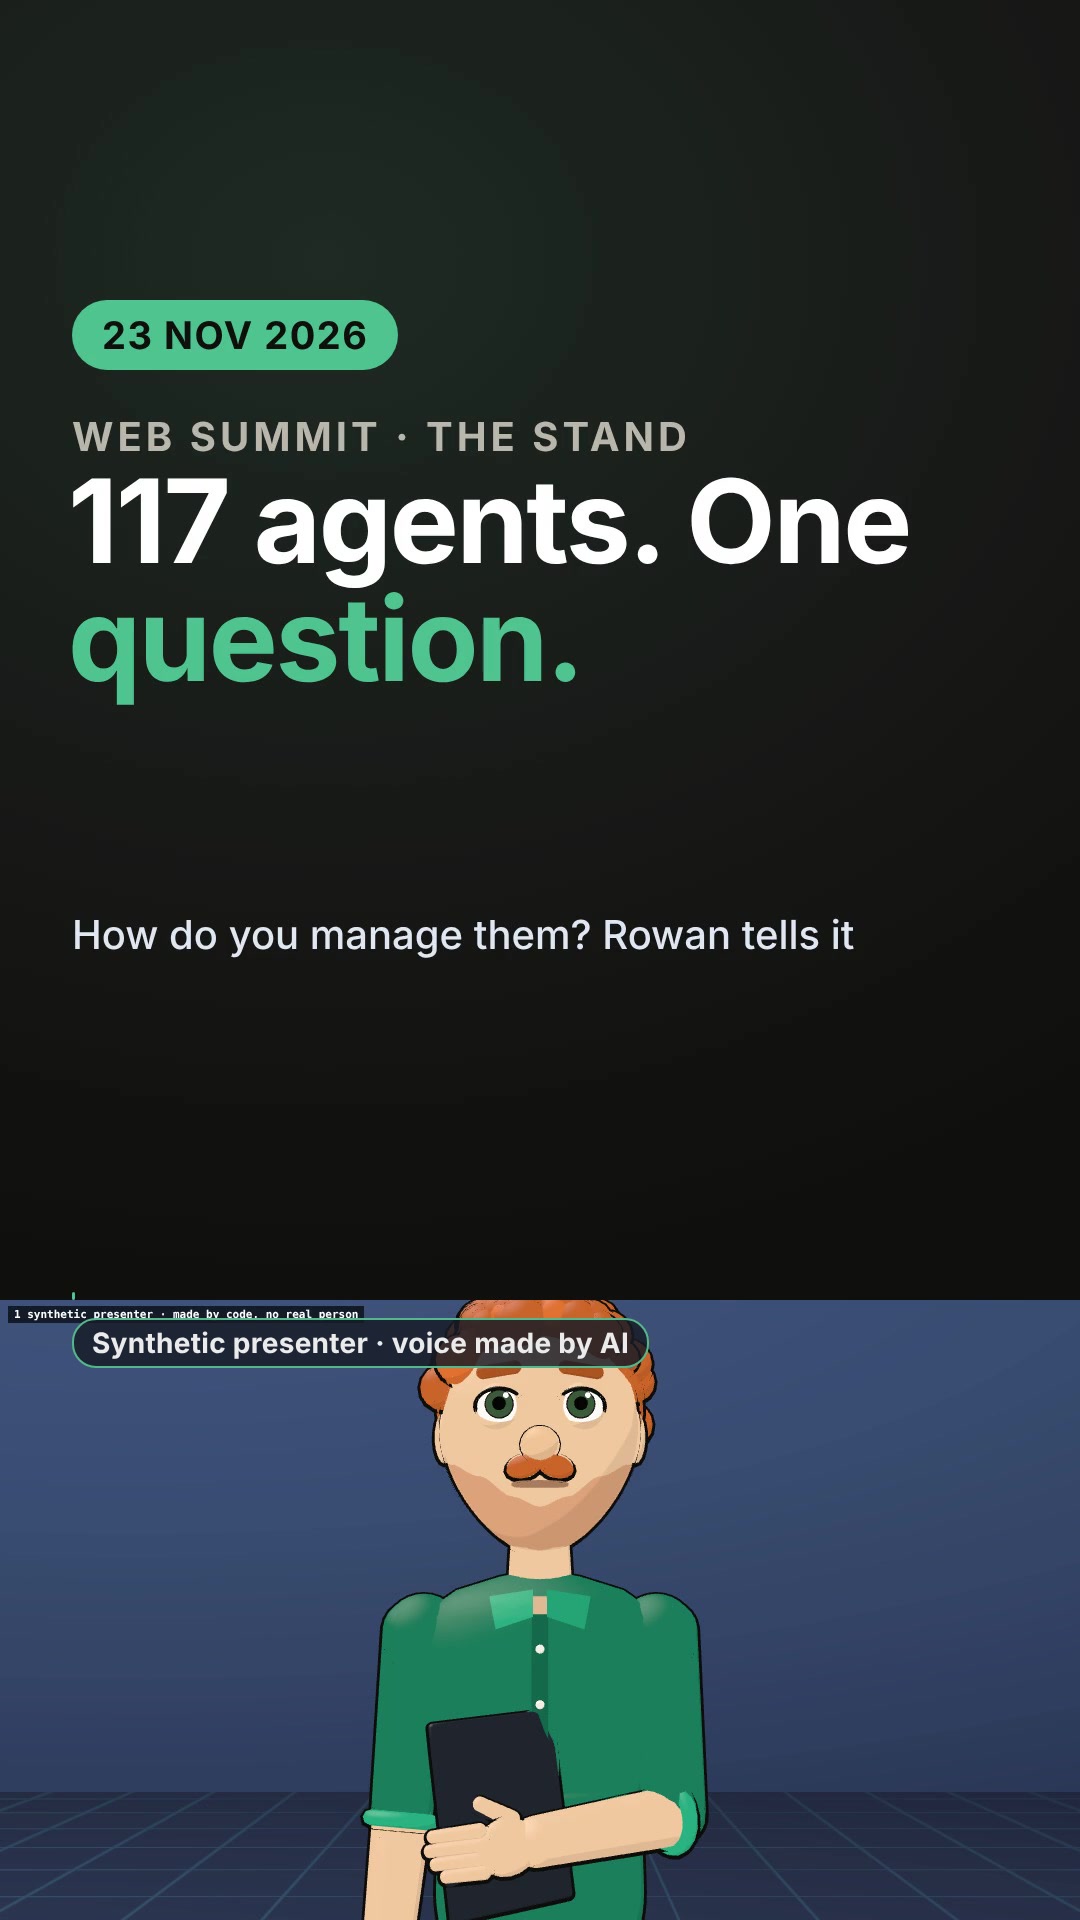 23 NOV 2026
WEB SUMMIT · THE STAND
117 agents. One
question.
How do you manage them? Rowan tells it
1 synthetic presenter · made by code, no real person
Synthetic presenter · voice made by AI